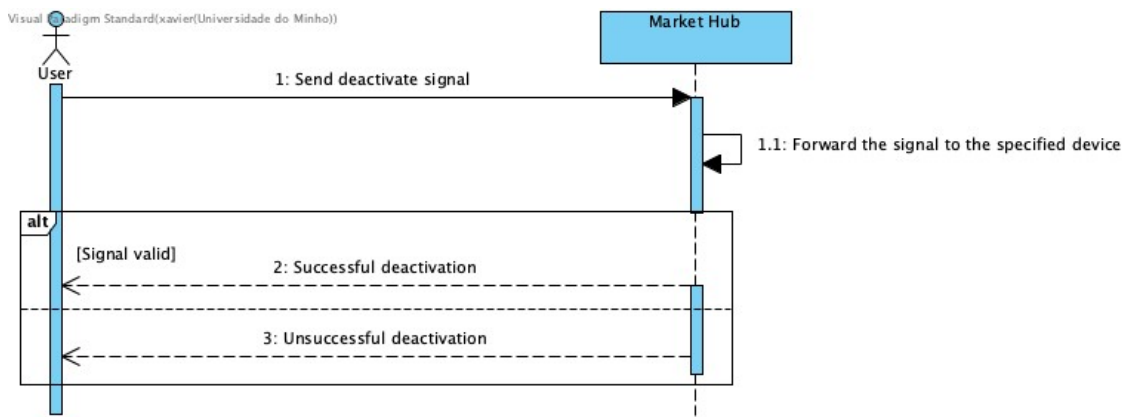 Visual Paradigm Standard(xavier(Universidade do Minho))
Market Hub
User
1: Send deactivate signal
1.1: Forward the signal to the specified device
alt
[Signal valid]
2: Successful deactivation
3: Unsuccessful deactivation